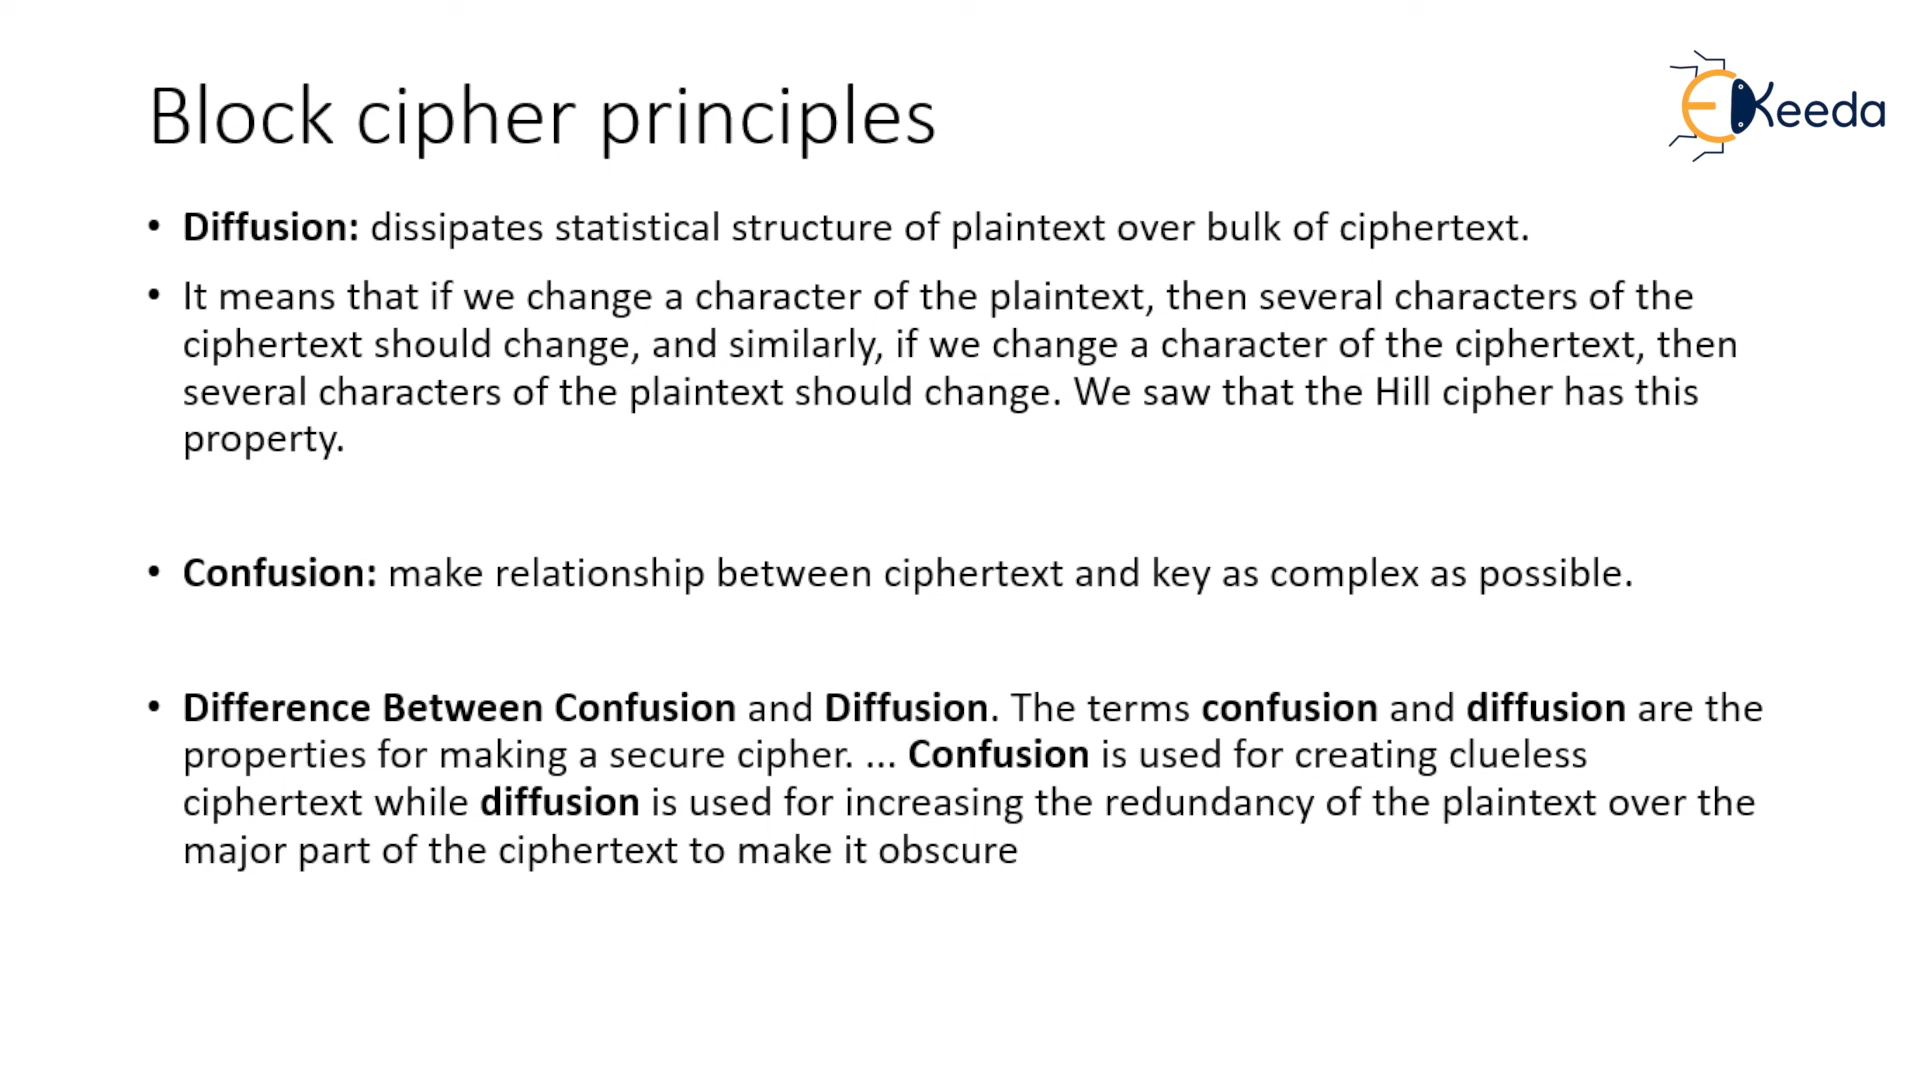 Block cipher principles
EKeeda
• Diffusion: dissipates statistical structure of plaintext over bulk of ciphertext.
• It means that if we change a character of the plaintext, then several characters of the
ciphertext should change, and similarly, if we change a character of the ciphertext, then
several characters of the plaintext should change. We saw that the Hill cipher has this
property.
• Confusion: make relationship between ciphertext and key as complex as possible.
• Difference Between Confusion and Diffusion. The terms confusion and diffusion are the
properties for making a secure cipher. ... Confusion is used for creating clueless
ciphertext while diffusion is used for increasing the redundancy of the plaintext over the
major part of the ciphertext to make it obscure